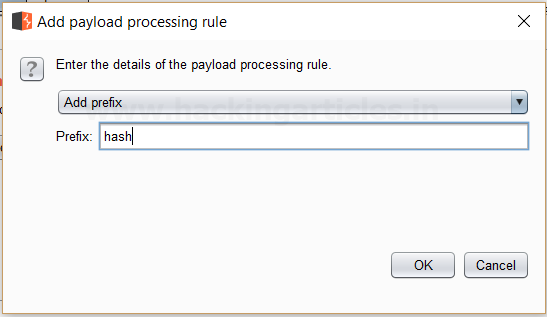 Add payload processing rule
?
Enter the details of the payload processing rule.
Add prefix
www.hackingarticles.in
Prefix: hash
OK Cancel